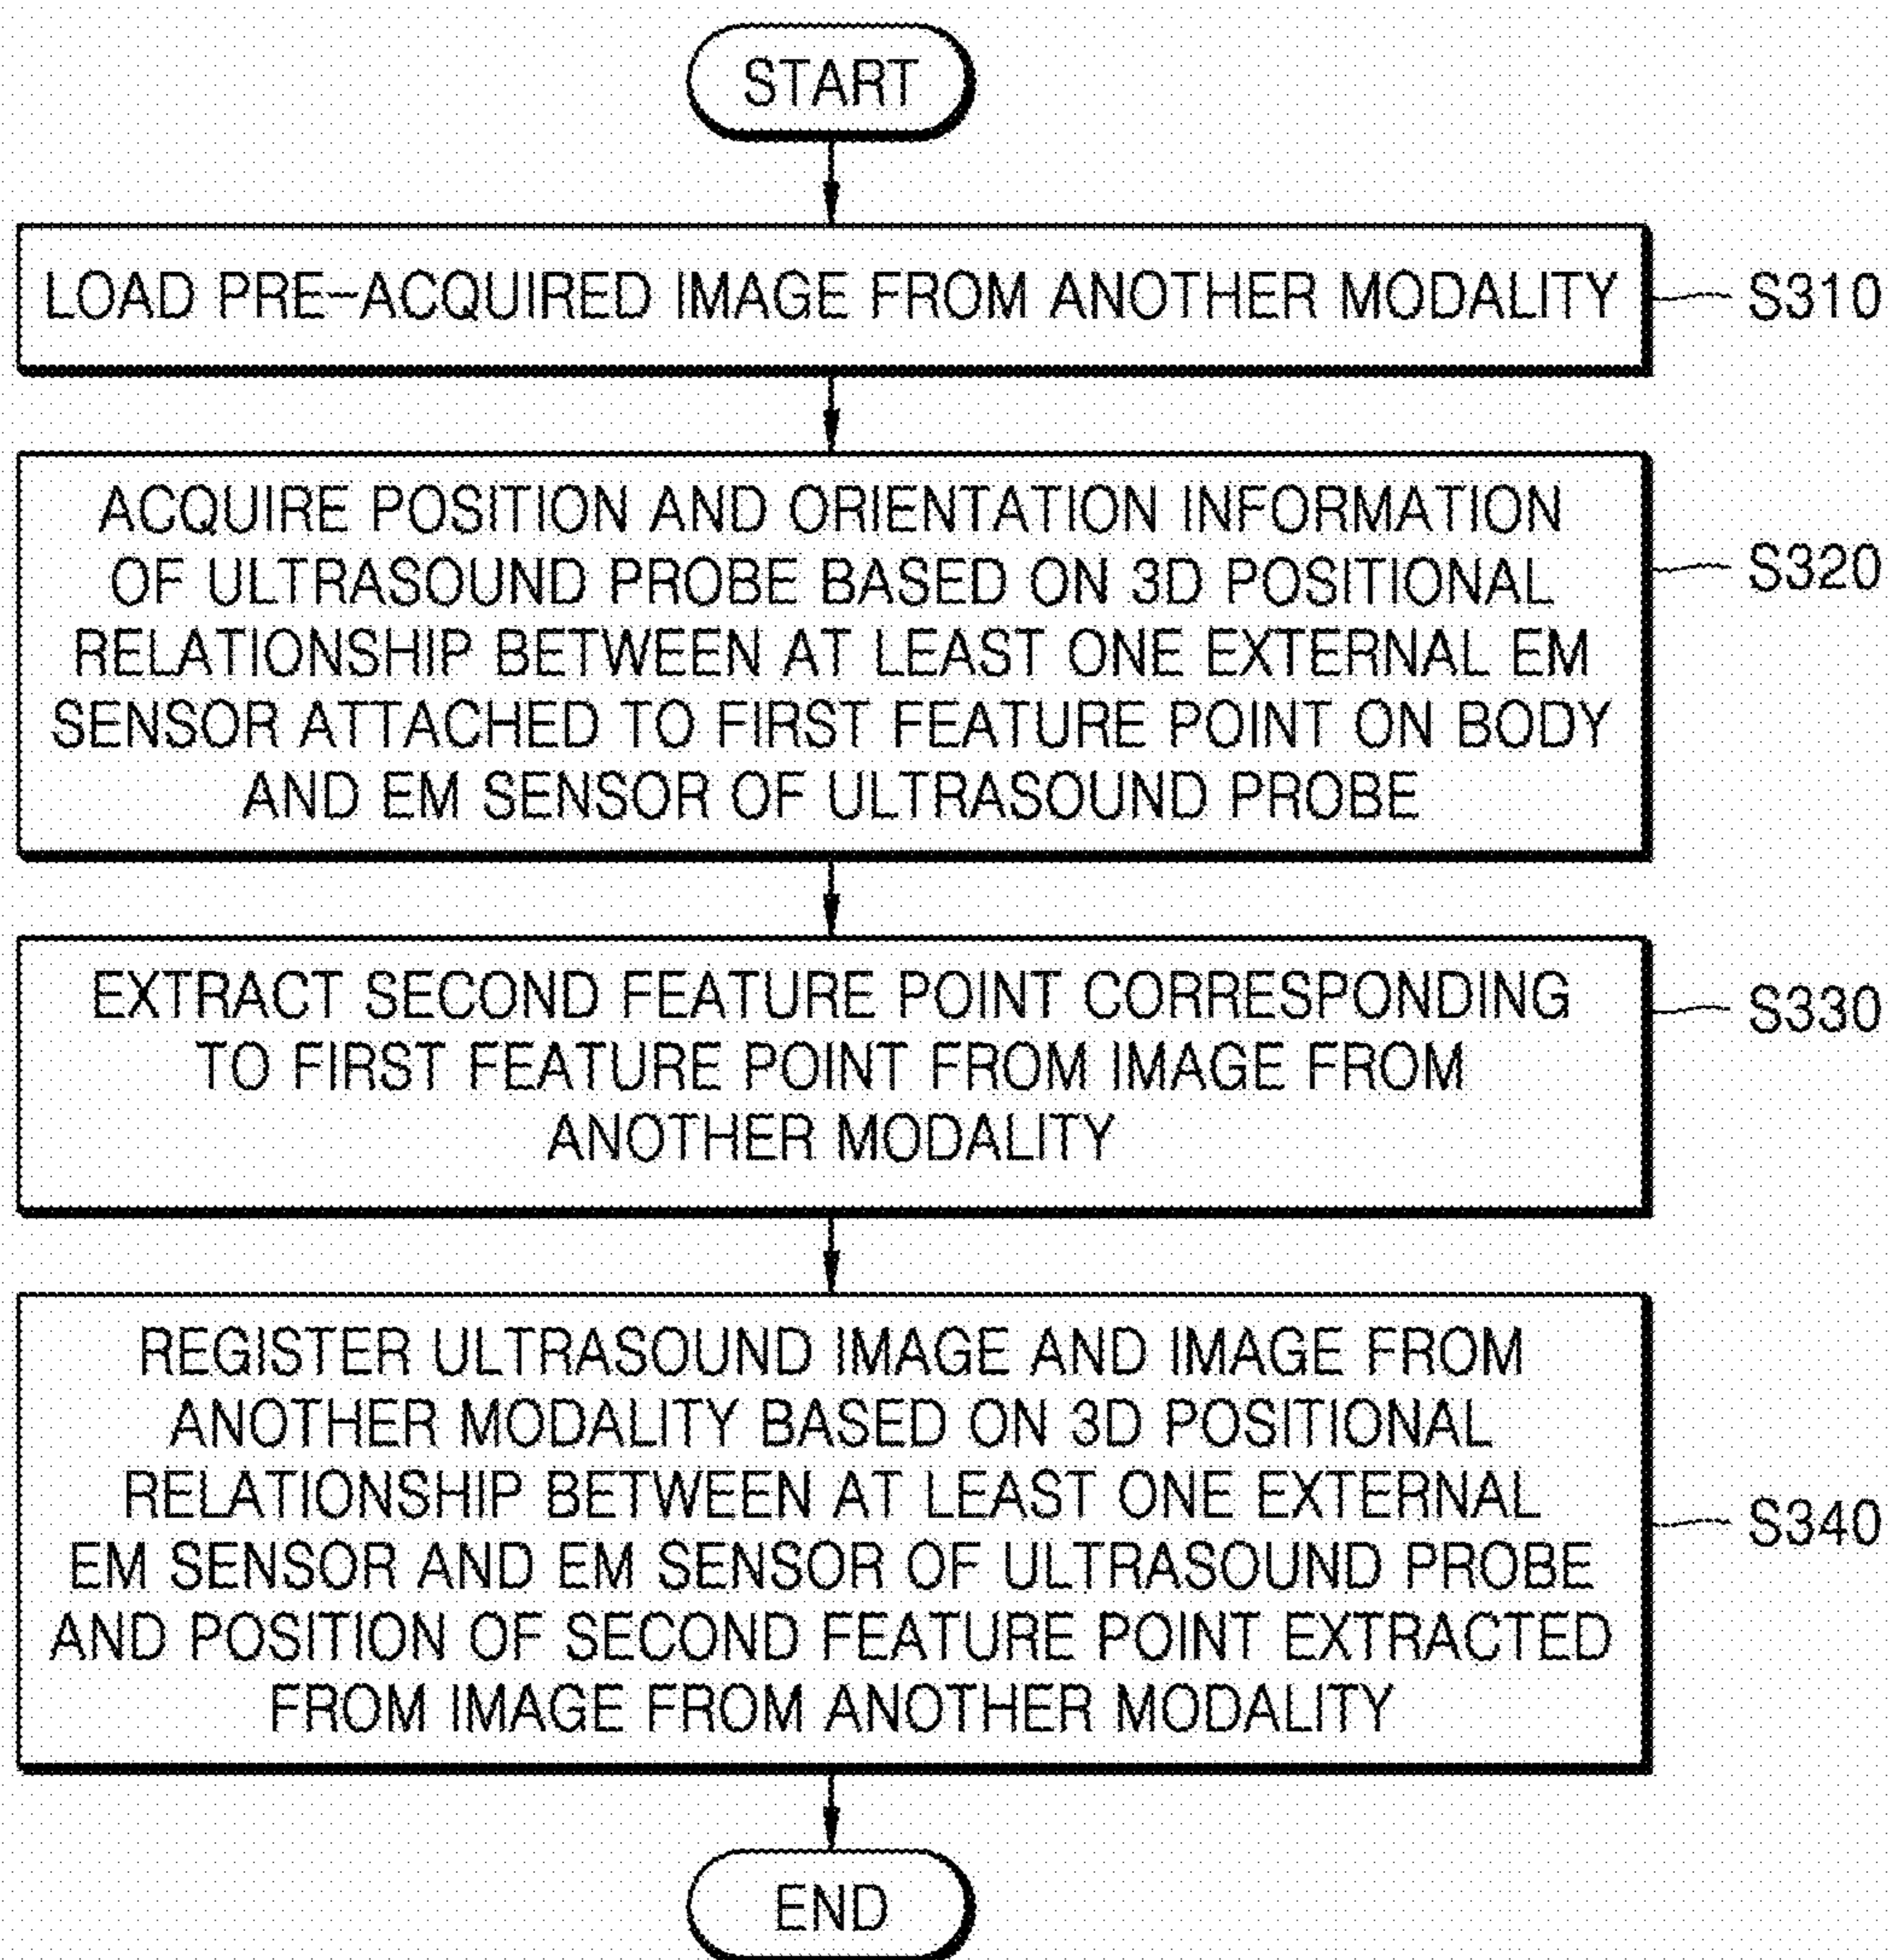 START
LOAD PRE-ACQUIRED IMAGE FROM ANOTHER MODALITY
S310
ACQUIRE POSITION AND ORIENTATION INFORMATION
OF ULTRASOUND PROBE BASED ON 3D POSITIONAL
RELATIONSHIP BETWEEN AT LEAST ONE EXTERNAL EM
SENSOR ATTACHED TO FIRST FEATURE POINT ON BODY
AND EM SENSOR OF ULTRASOUND PROBE
S320
EXTRACT SECOND FEATURE POINT CORRESPONDING
TO FIRST FEATURE POINT FROM IMAGE FROM
ANOTHER MODALITY
S330
REGISTER ULTRASOUND IMAGE AND IMAGE FROM
ANOTHER MODALITY BASED ON 3D POSITIONAL
RELATIONSHIP BETWEEN AT LEAST ONE EXTERNAL
EM SENSOR AND EM SENSOR OF ULTRASOUND PROBE
AND POSITION OF SECOND FEATURE POINT EXTRACTED
FROM IMAGE FROM ANOTHER MODALITY
S340
END